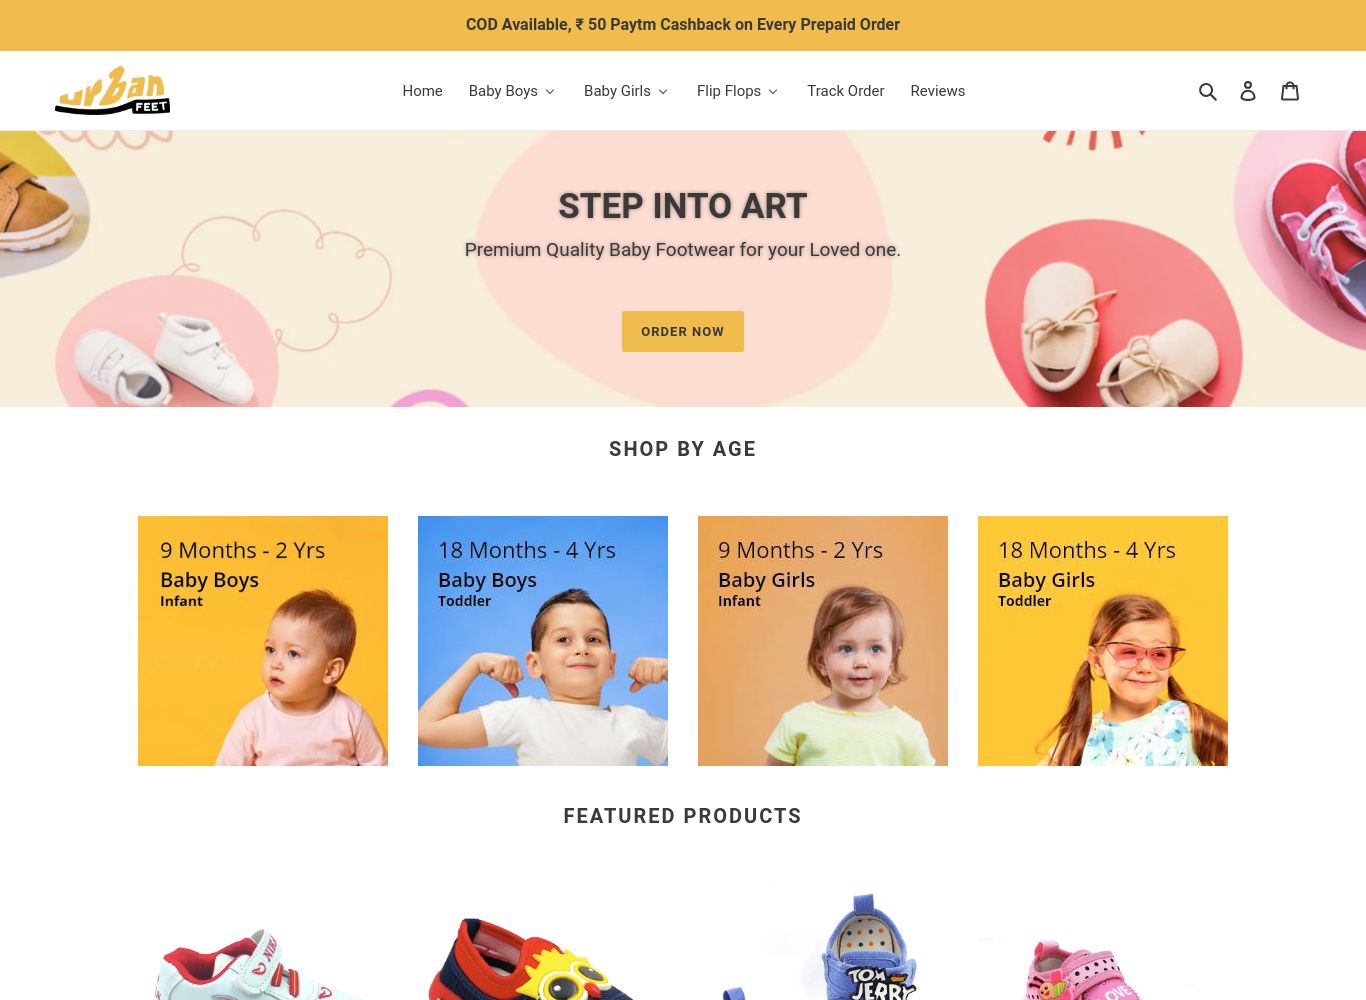 COD Available, ₹ 50 Paytm Cashback on Every Prepaid Order
urban
FEET
Home
Baby Boys
Baby Girls
Flip Flops
Track Order
Reviews
STEP INTO ART
Premium Quality Baby Footwear for your Loved one.
ORDER NOW
SHOP BY AGE
9 Months - 2 Yrs
Baby Boys
Infant
18 Months - 4 Yrs
Baby Boys
Toddler
9 Months - 2 Yrs
Baby Girls
Infant
18 Months - 4 Yrs
Baby Girls
Toddler
FEATURED PRODUCTS
TOM
JERRY
LOVE